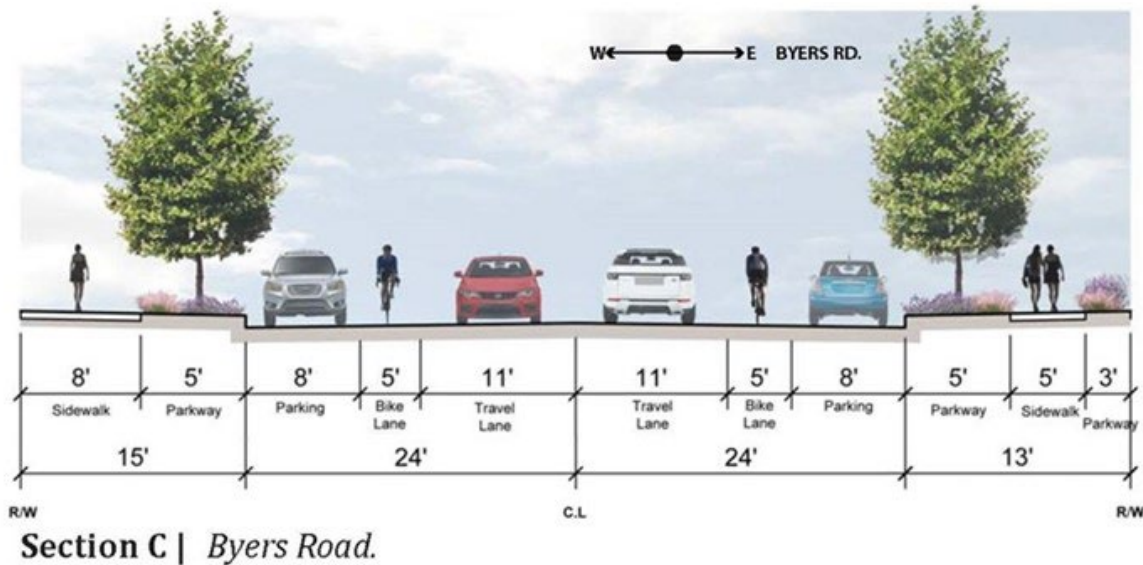 W E BYERS RD.
8' 5' 8' 5' 11' 11' 5' 8' 5' 5' 3'
Sidewalk Parkway Parking Bike Lane Travel Lane Travel Lane Bike Lane Parking Parkway Sidewalk Parkway
15' 24' 24' 13'
R/W C.L R/W
Section C | Byers Road.